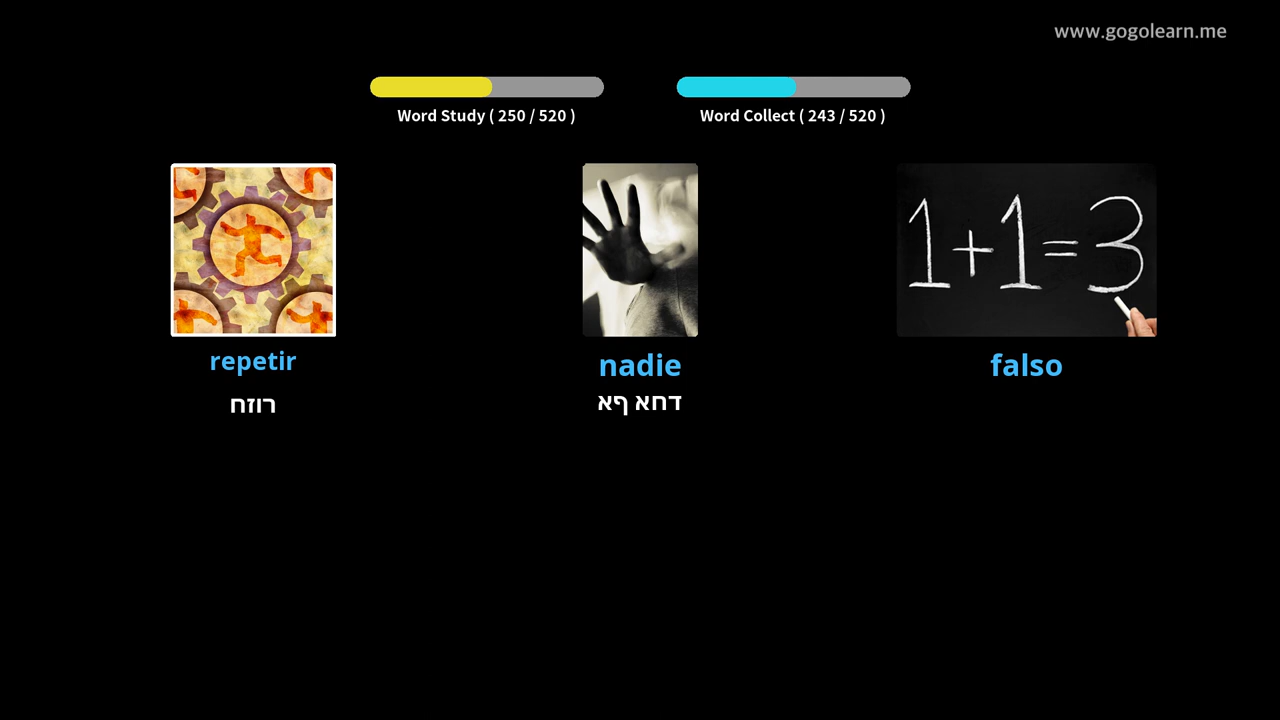 www.gogolearn.me
Word Study ( 250 / 520 )
Word Collect ( 243 / 520 )
repetir
nadie
falso
רוזח
דחא ףא
1+1=3